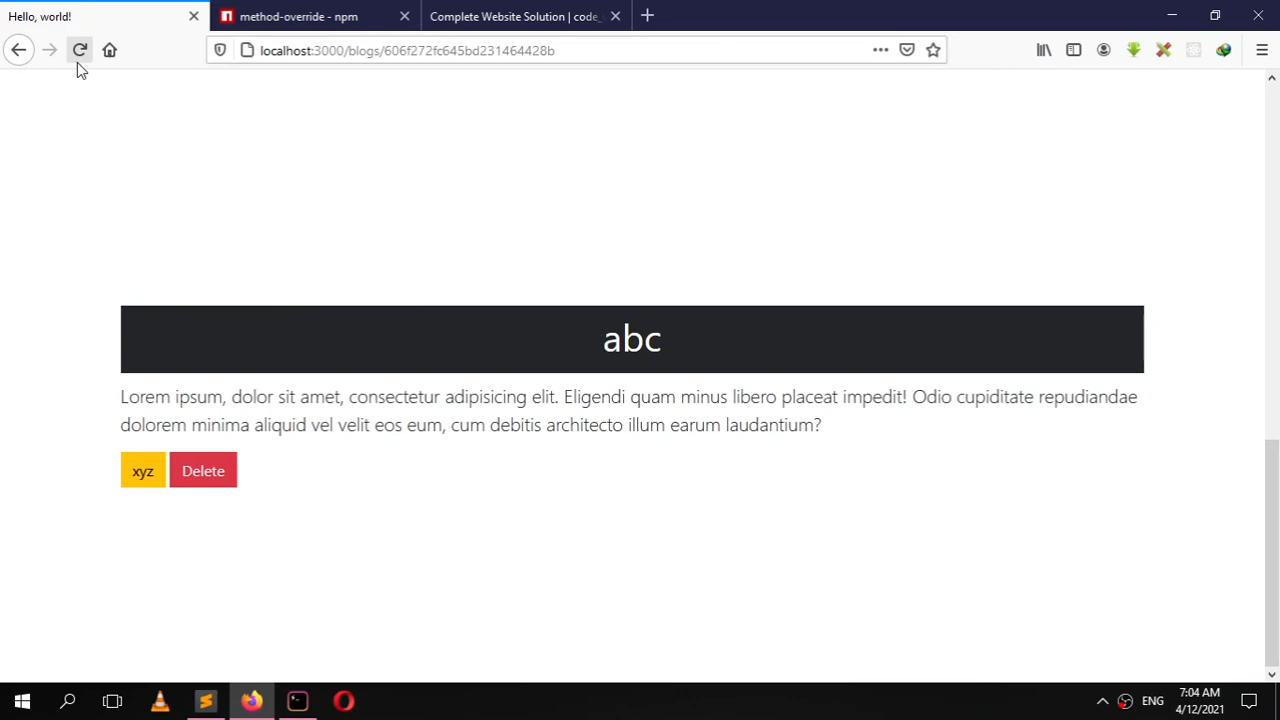 Hello, world!
method-override - npm
Complete Website Solution | code_
localhost:3000/blogs/606f272fc645bd231464428b
abc
Lorem ipsum, dolor sit amet, consectetur adipisicing elit. Eligendi quam minus libero placeat impedit! Odio cupiditate repudiandae
dolorem minima aliquid vel velit eos eum, cum debitis architecto illum earum laudantium?
xyz
Delete
ENG
7:04 AM
4/12/2021